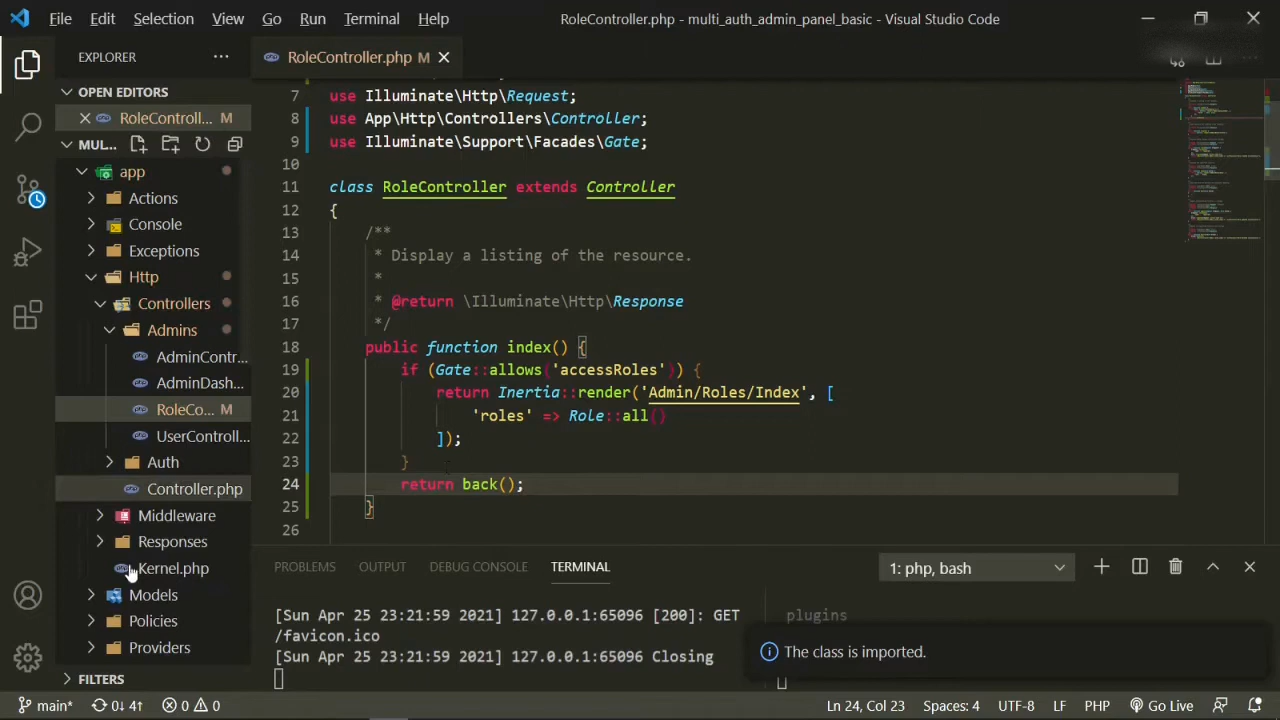 File Edit Selection View Go Run Terminal Help RoleController.php - multi_auth_admin_panel_basic - Visual Studio Code
EXPLORER ...
RoleController.php M
OPEN EDITORS
RoleControll... M
MUL...
app
Actions
Console
Exceptions
Http
Controllers
Admins
AdminContr...
AdminDash...
RoleCo... M
UserControll...
Auth
Controller.php
Middleware
Responses
Kernel.php
Models
Policies
Providers
FILTERS
7 use Illuminate\Http\Request;
8 use App\Http\Controllers\Controller;
9 use Illuminate\Support\Facades\Gate;
10
11 class RoleController extends Controller
12 {
13 /**
14 * Display a listing of the resource.
15 *
16 * @return \Illuminate\Http\Response
17 */
18 public function index() {
19 if (Gate::allows('accessRoles')) {
20 return Inertia::render('Admin/Roles/Index', [
21 'roles' => Role::all()
22 ]);
23 }
24 return back();
25 }
26
PROBLEMS OUTPUT DEBUG CONSOLE TERMINAL 1: php, bash
[Sun Apr 25 23:21:59 2021] 127.0.0.1:65096 [200]: GET
/favicon.ico
[Sun Apr 25 23:21:59 2021] 127.0.0.1:65096 Closing
plugins
The class is imported.
main* 0↓ 4↑ 0 0 Ln 24, Col 23 Spaces: 4 UTF-8 LF PHP Go Live